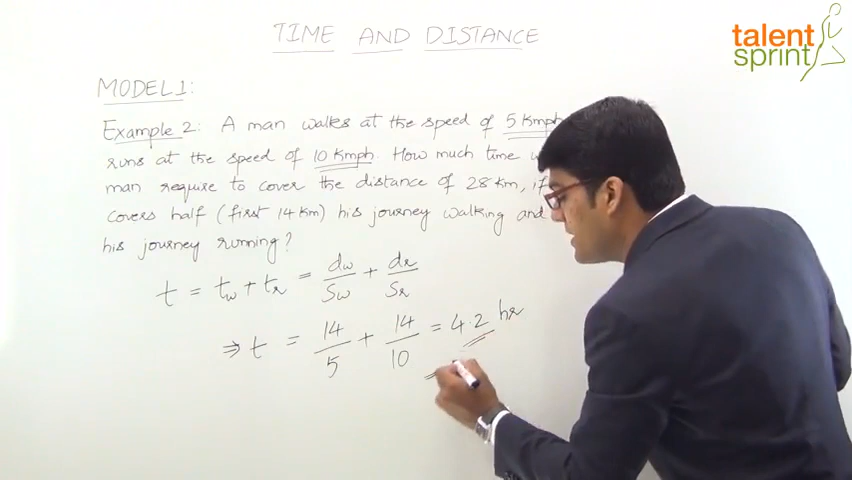 TIME AND DISTANCE
talent
sprint
MODEL 1:
Example 2: A man walks at the speed of 5 Kmph
runs at the speed of 10 Kmph. How much time
man require to cover the distance of 28 Km, if
covers half (first 14 Km) his journey walking and
his journey running?
t = tw + tr = dw/Sw + dr/Sr
⇒ t = 14/5 + 14/10 = 4.2 hr